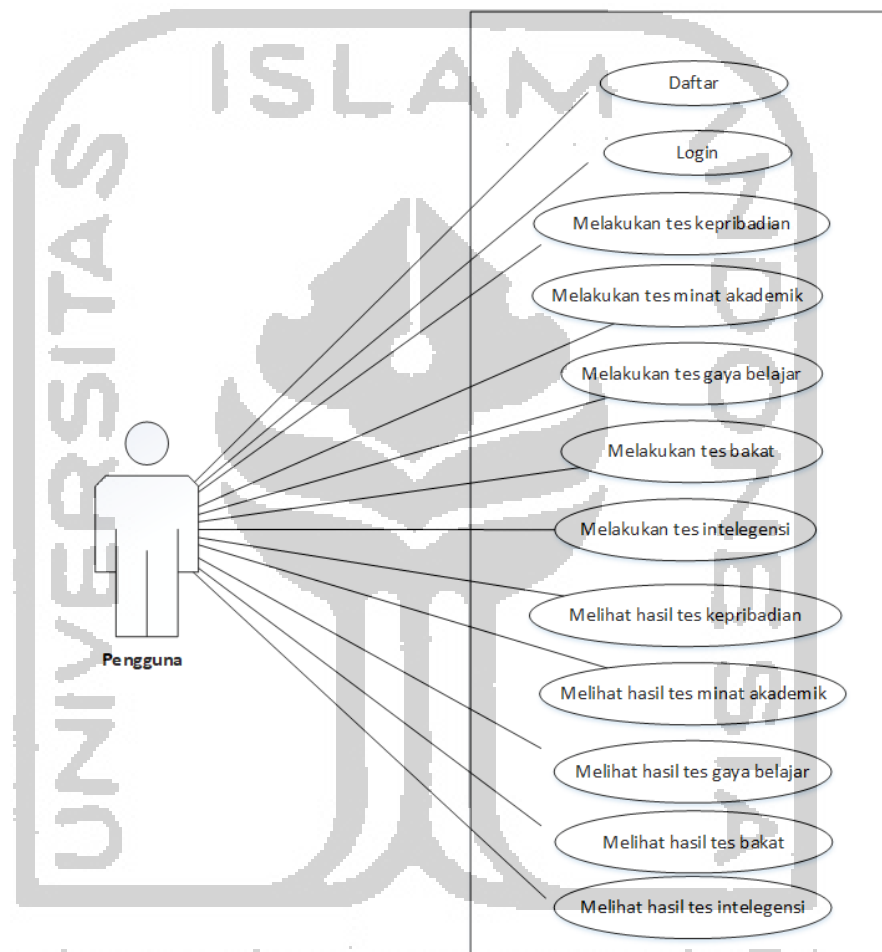 ISLAM
UNIVERSITAS
INDONESIA
Daftar
Login
Melakukan tes kepribadian
Melakukan tes minat akademik
Melakukan tes gaya belajar
Melakukan tes bakat
Melakukan tes intelegensi
Melihat hasil tes kepribadian
Melihat hasil tes minat akademik
Melihat hasil tes gaya belajar
Melihat hasil tes bakat
Melihat hasil tes intelegensi
Pengguna